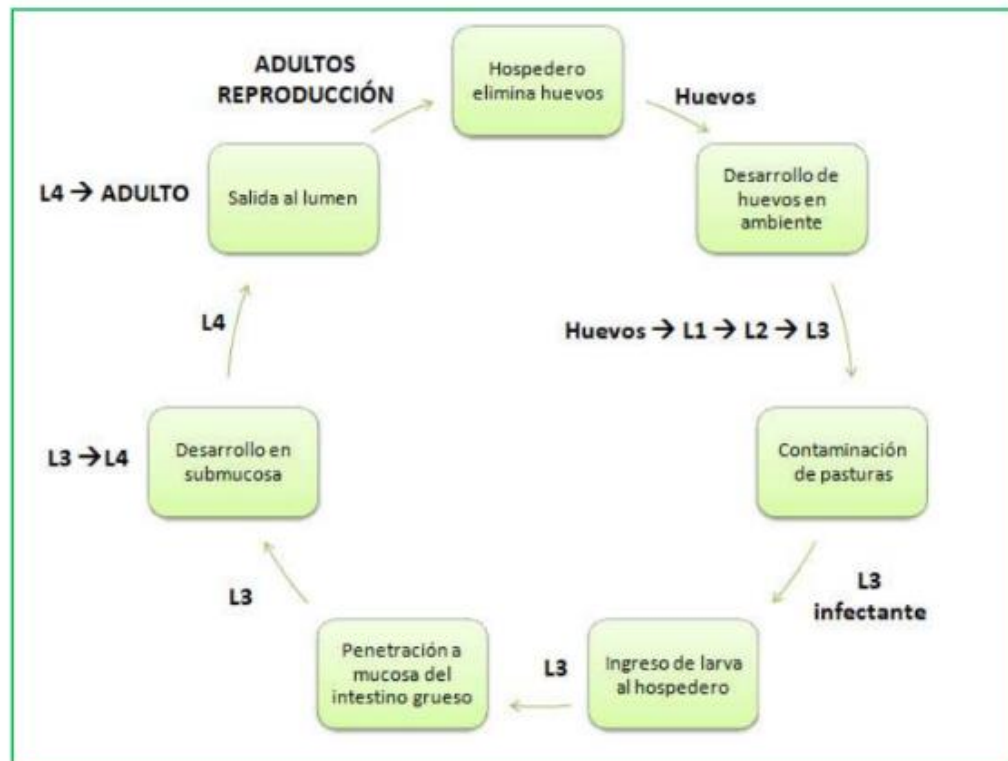 Hospedero
elimina huevos
Huevos
Desarrollo de
huevos en
ambiente
Huevos → L1 → L2 → L3
Contaminación
de pasturas
L3
infectante
Ingreso de larva
al hospedero
L3
Penetración a
mucosa del
intestino grueso
L3
Desarrollo en
submucosa
L3 → L4
L4
Salida al lumen
L4 → ADULTO
ADULTOS
REPRODUCCIÓN